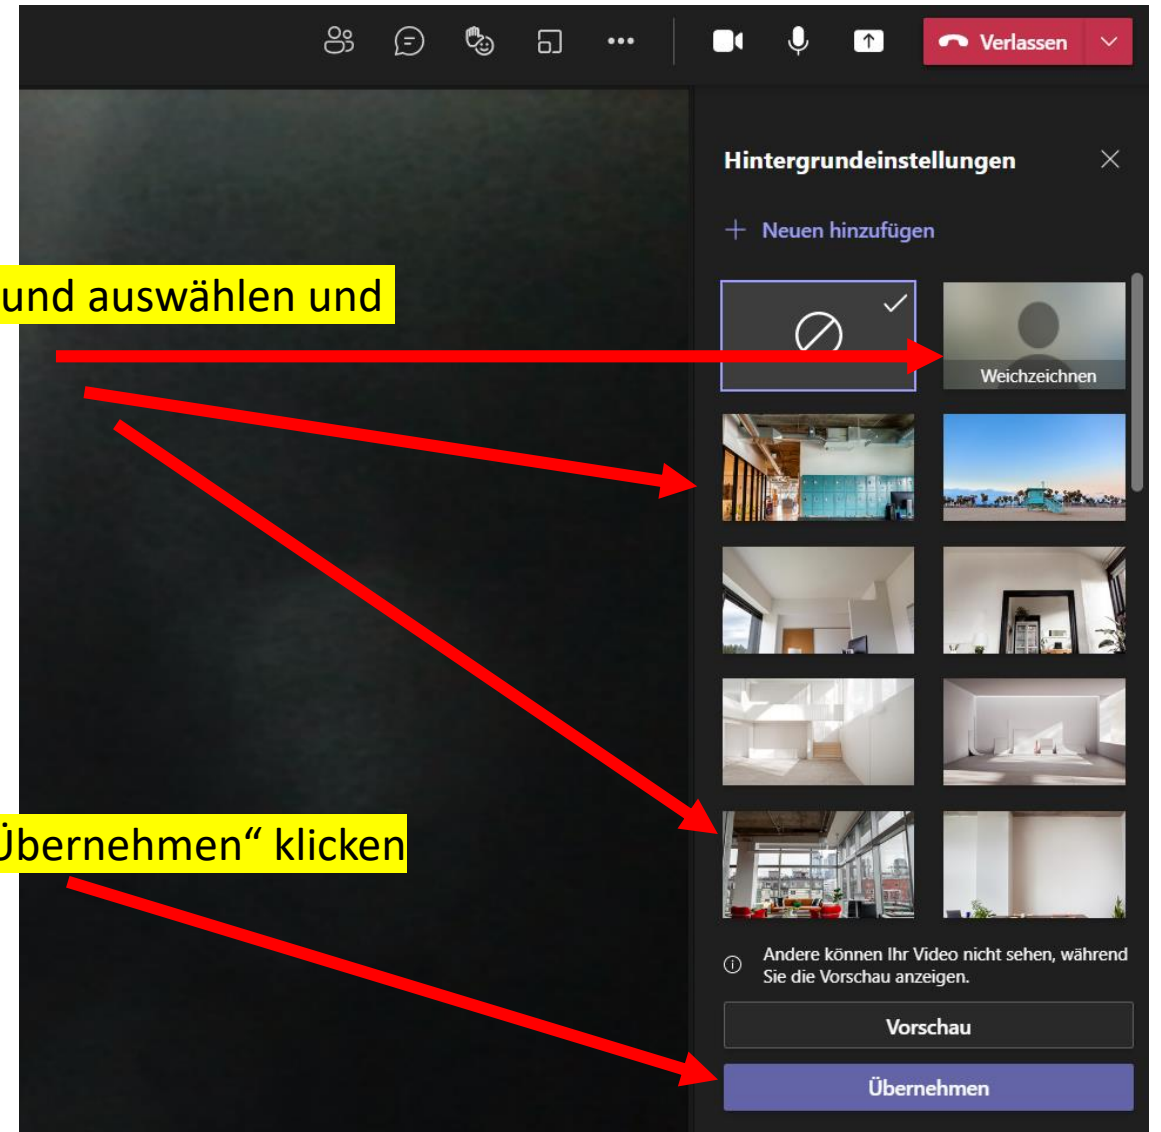 Verlassen
Hintergrundeinstellungen
Neuen hinzufügen
und auswählen und
Weichzeichnen
Übernehmen“ klicken
Andere können Ihr Video nicht sehen, während
Sie die Vorschau anzeigen.
Vorschau
Übernehmen